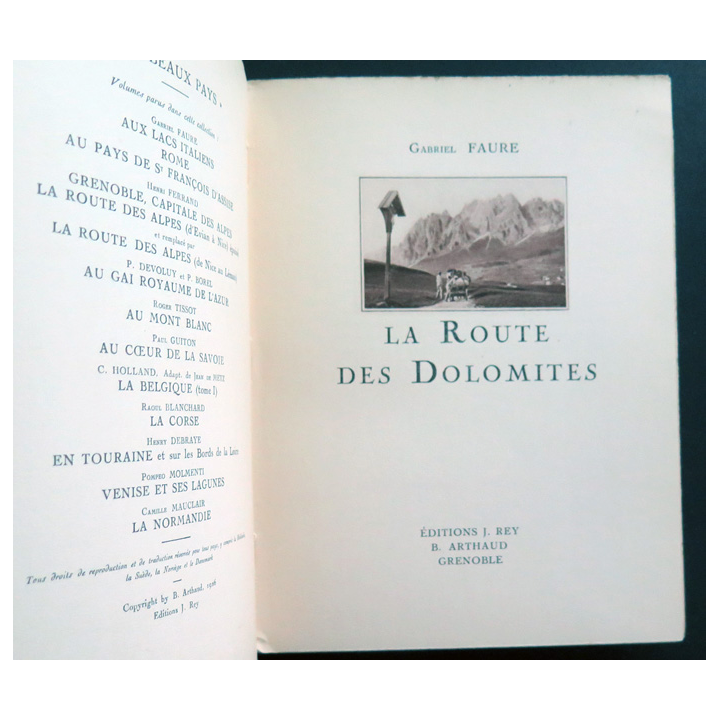 BEAUX PAYS »
Volumes parus dans cette collection :
Gabriel FAURE
AUX LACS ITALIENS
ROME
AU PAYS DE St FRANÇOIS D'ASSISE
Henri FERRAND
GRENOBLE, CAPITALE DES ALPES
LA ROUTE DES ALPES (d'Evian à Nice) épuisé
et remplacé par
LA ROUTE DES ALPES (de Nice au Leman)
P. DEVOLUY et P. BOREL
AU GAI ROYAUME DE L'AZUR
Roger TISSOT
AU MONT BLANC
Paul GUITON
AU CŒUR DE LA SAVOIE
C. HOLLAND. Adapt. de Jean de METZ
LA BELGIQUE (tome I)
Raoul BLANCHARD
LA CORSE
Henry DEBRAYE
EN TOURAINE et sur les Bords de la Loire
Pompeo MOLMENTI
VENISE ET SES LAGUNES
Camille MAUCLAIR
LA NORMANDIE
Tous droits de reproduction et de traduction réservés pour tous pays, y compris la
la Suède, la Norvège et le Danemark
Copyright by B. Arthaud, 1926
Editions J. Rey
Gabriel FAURE
LA ROUTE
DES DOLOMITES
ÉDITIONS J. REY
B. ARTHAUD
GRENOBLE